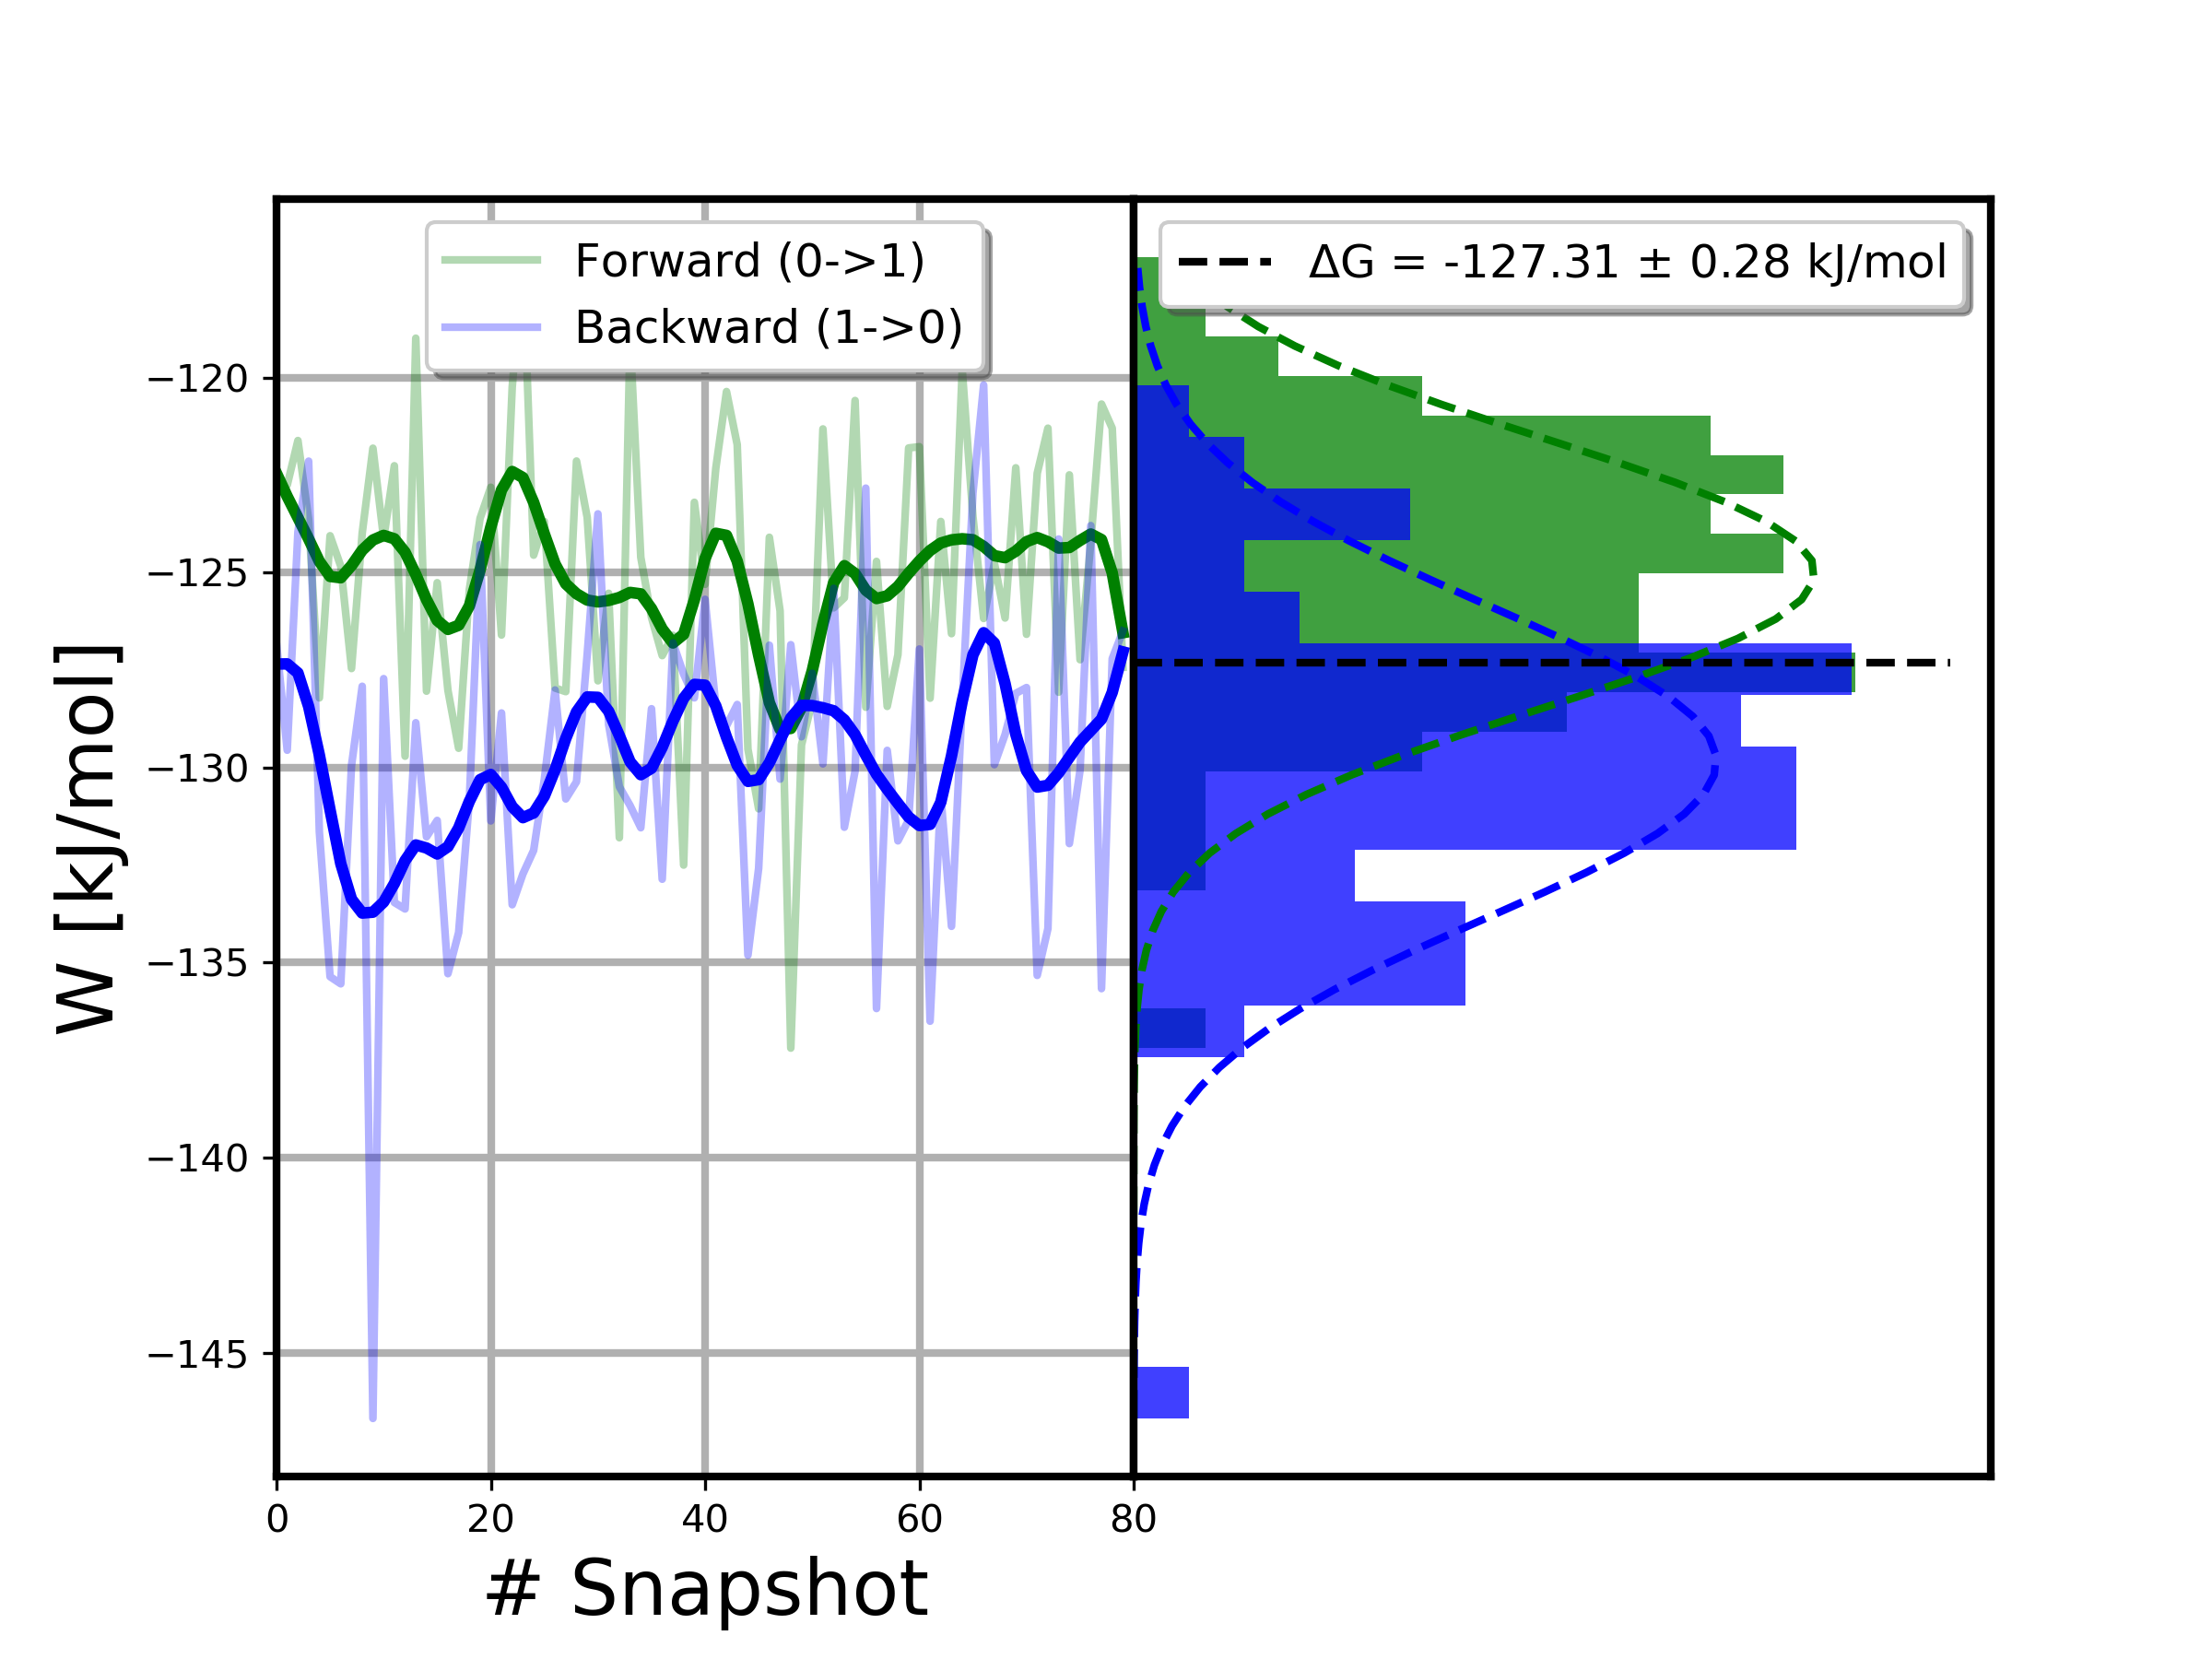 Forward (0->1)
Backward (1->0)
ΔG = -127.31 ± 0.28 kJ/mol
W [kJ/mol]
−120
−125
−130
−135
−140
−145
0 20 40 60 80
# Snapshot